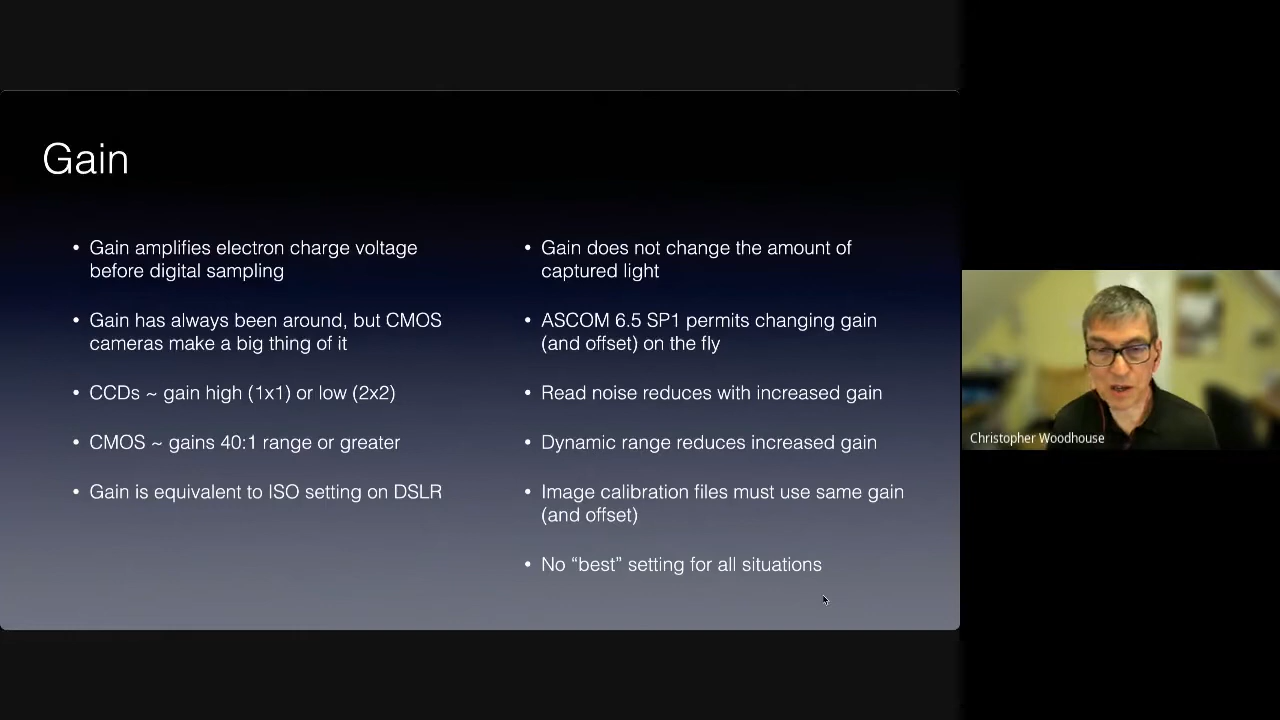 Gain
• Gain amplifies electron charge voltage
before digital sampling
• Gain has always been around, but CMOS
cameras make a big thing of it
• CCDs ~ gain high (1x1) or low (2x2)
• CMOS ~ gains 40:1 range or greater
• Gain is equivalent to ISO setting on DSLR
• Gain does not change the amount of
captured light
• ASCOM 6.5 SP1 permits changing gain
(and offset) on the fly
• Read noise reduces with increased gain
• Dynamic range reduces increased gain
• Image calibration files must use same gain
(and offset)
• No “best” setting for all situations
Christopher Woodhouse